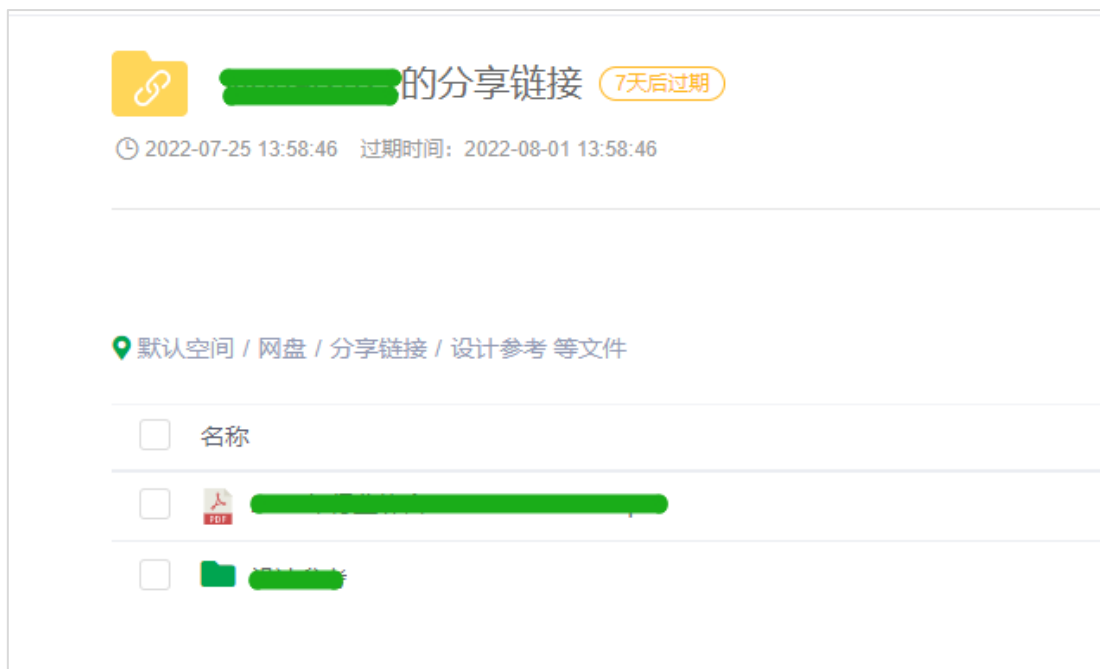 的分享链接 7天后过期
2022-07-25 13:58:46 过期时间：2022-08-01 13:58:46
默认空间 / 网盘 / 分享链接 / 设计参考 等文件
名称
PDF